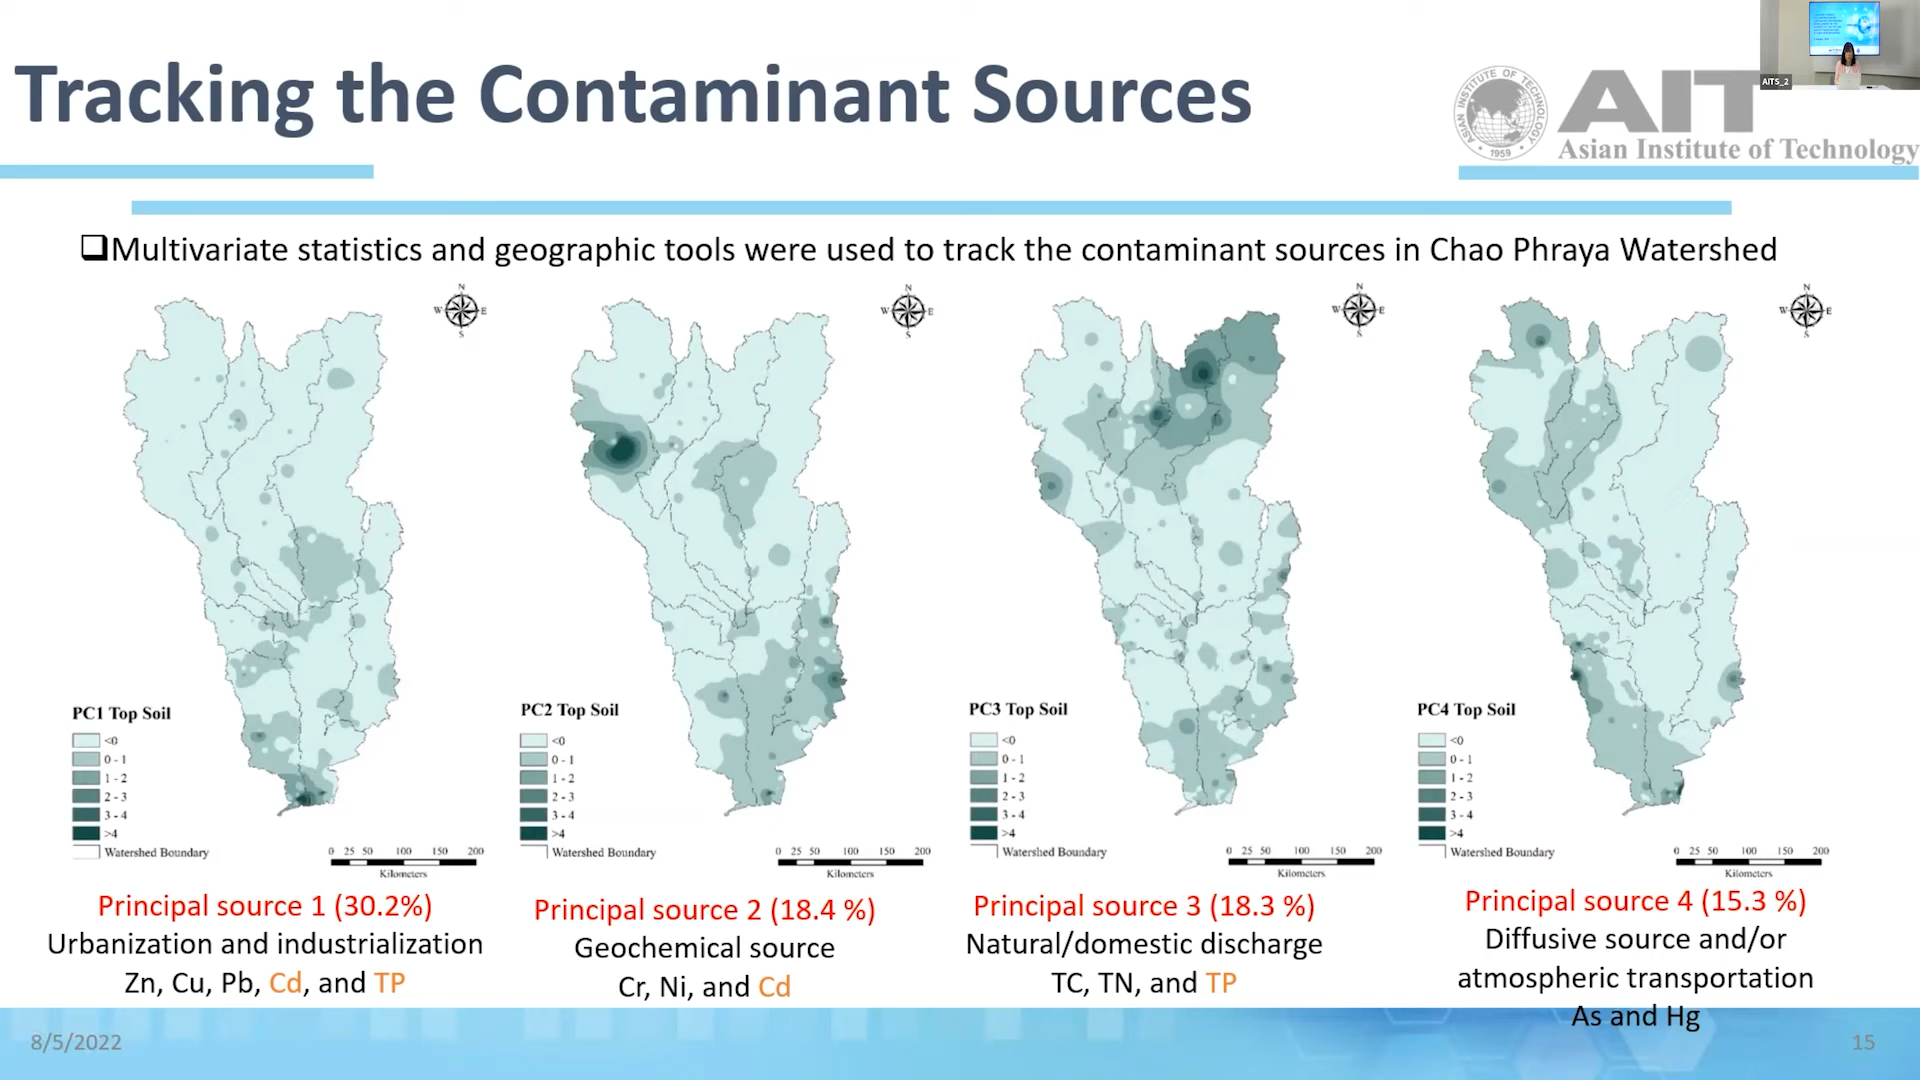 Tracking the Contaminant Sources
AITS_2
AIT
Asian Institute of Technology
ASIAN INSTITUTE OF TECHNOLOGY
1959
❑Multivariate statistics and geographic tools were used to track the contaminant sources in Chao Phraya Watershed
N
W E
S
PC1 Top Soil
<0
0 - 1
1 - 2
2 - 3
3 - 4
>4
Watershed Boundary
0 25 50 100 150 200
Kilometers
Principal source 1 (30.2%)
Urbanization and industrialization
Zn, Cu, Pb, Cd, and TP
N
W E
S
PC2 Top Soil
<0
0 - 1
1 - 2
2 - 3
3 - 4
>4
Watershed Boundary
0 25 50 100 150 200
Kilometers
Principal source 2 (18.4 %)
Geochemical source
Cr, Ni, and Cd
N
W E
S
PC3 Top Soil
<0
0 - 1
1 - 2
2 - 3
3 - 4
>4
Watershed Boundary
0 25 50 100 150 200
Kilometers
Principal source 3 (18.3 %)
Natural/domestic discharge
TC, TN, and TP
N
W E
S
PC4 Top Soil
<0
0 - 1
1 - 2
2 - 3
3 - 4
>4
Watershed Boundary
0 25 50 100 150 200
Kilometers
Principal source 4 (15.3 %)
Diffusive source and/or
atmospheric transportation
As and Hg
8/5/2022
15